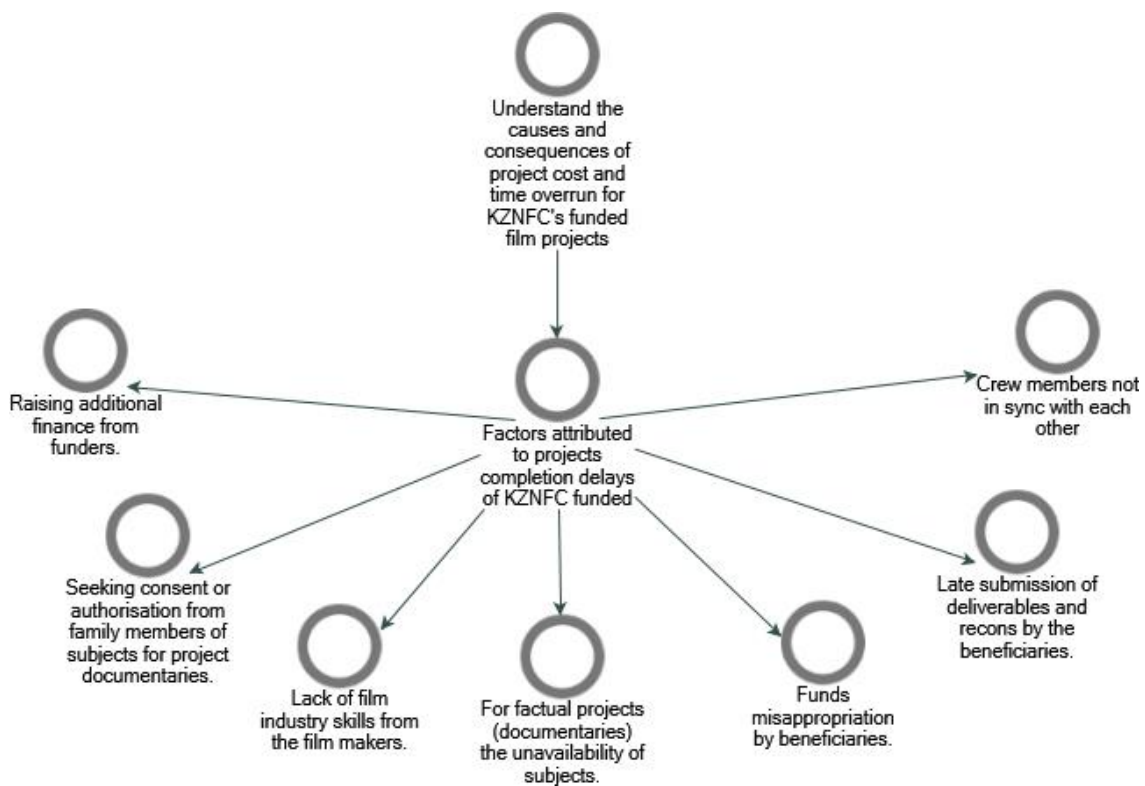 Understand the
causes and
consequences of
project cost and
time overrun for
KZNFC's funded
film projects
Raising additional
finance from
funders.
Factors attributed
to projects
completion delays
of KZNFC funded
Crew members not
in sync with each
other
Seeking consent or
authorisation from
family members of
subjects for project
documentaries.
Lack of film
industry skills from
the film makers.
For factual projects
(documentaries)
the unavailability of
subjects.
Funds
misappropriation
by beneficiaries.
Late submission of
deliverables and
recons by the
beneficiaries.